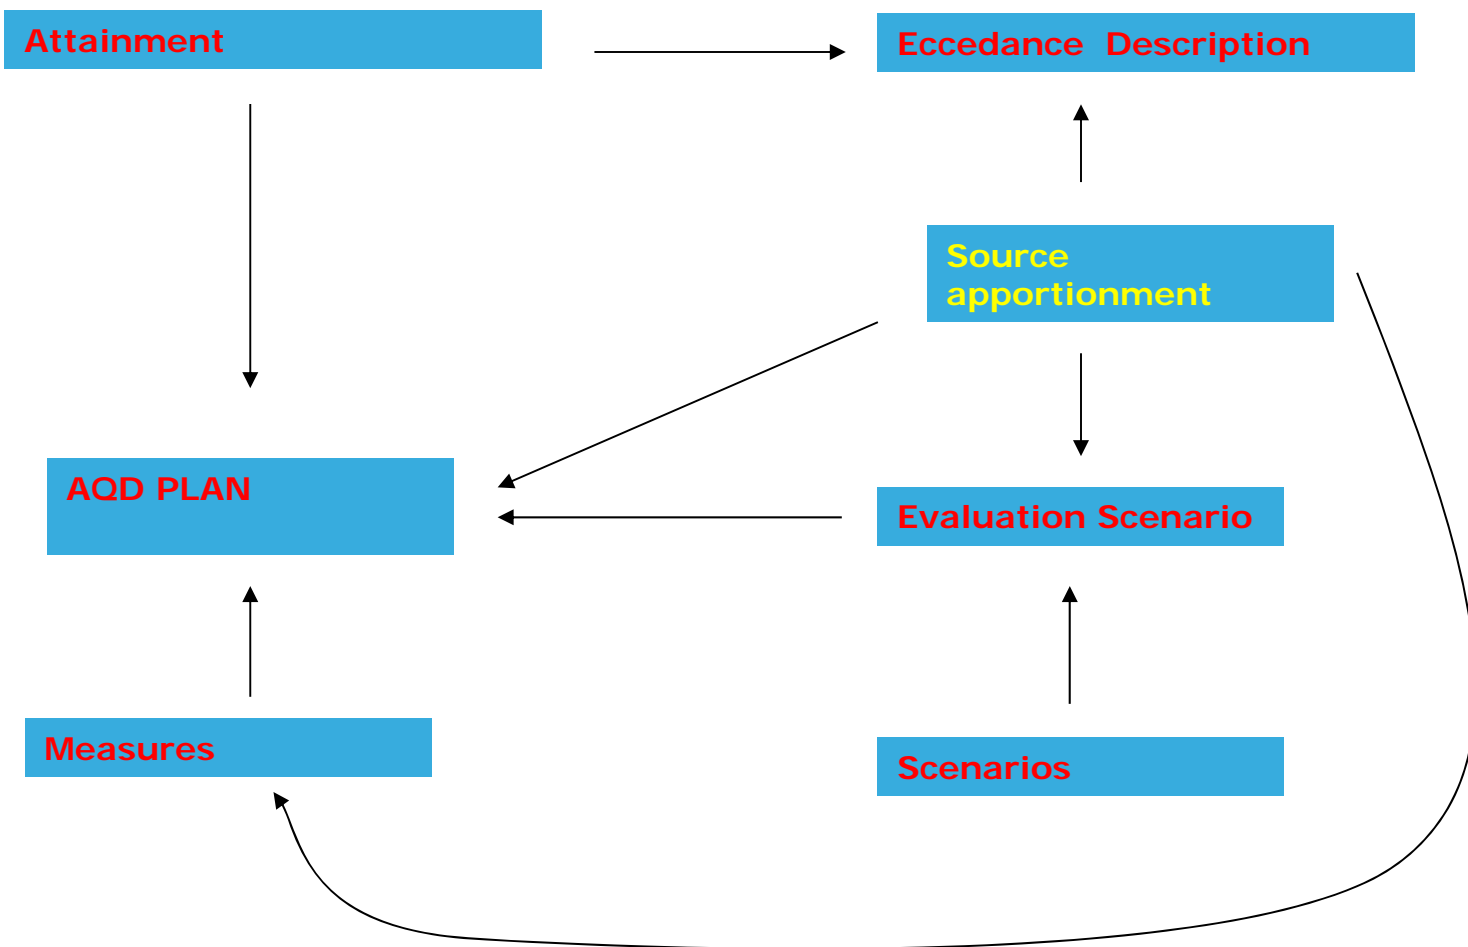 Attainment
Eccedance  Description
Source
apportionment
AQD PLAN
Evaluation Scenario
Measures
Scenarios